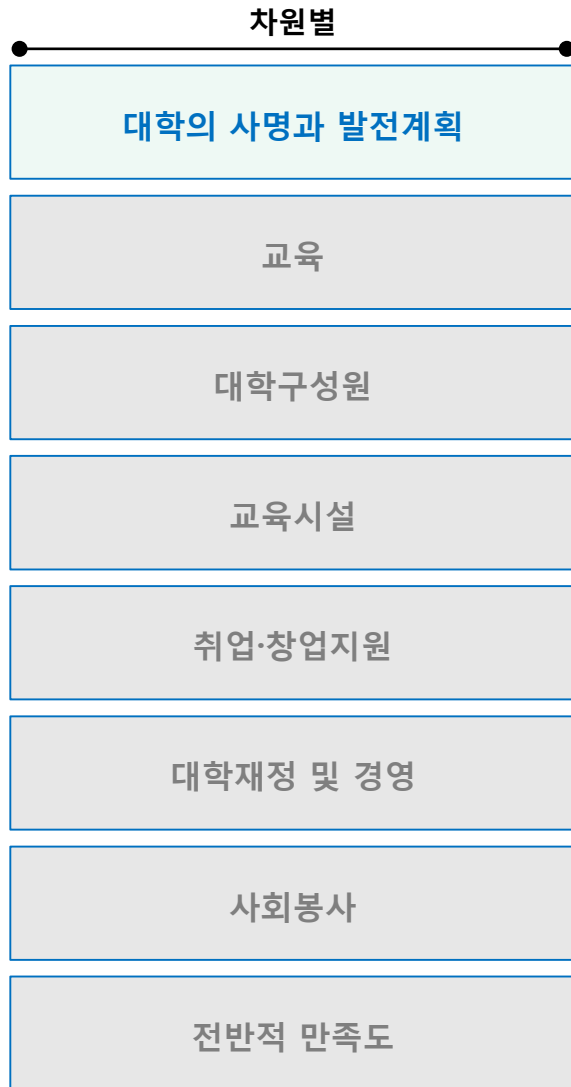 차원별
대학의 사명과 발전계획
교육
대학구성원
교육시설
취업·창업지원
대학재정 및 경영
사회봉사
전반적 만족도